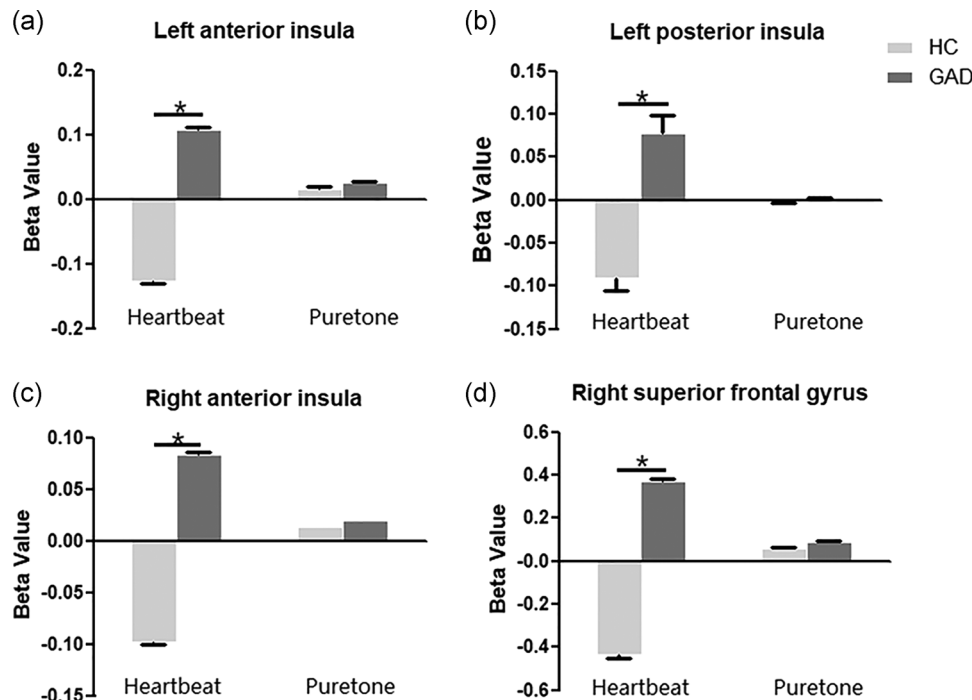 (a)
Left anterior insula
0.2
0.1
0.0
-0.1
-0.2
Beta Value
*
Heartbeat
Puretone
(b)
Left posterior insula
0.15
0.10
0.05
0.00
-0.05
-0.10
-0.15
Beta Value
*
Heartbeat
Puretone
HC
GAD
(c)
Right anterior insula
0.10
0.05
0.00
-0.05
-0.10
-0.15
Beta Value
*
Heartbeat
Puretone
(d)
Right superior frontal gyrus
0.6
0.4
0.2
-0.0
-0.2
-0.4
-0.6
Beta Value
*
Heartbeat
Puretone